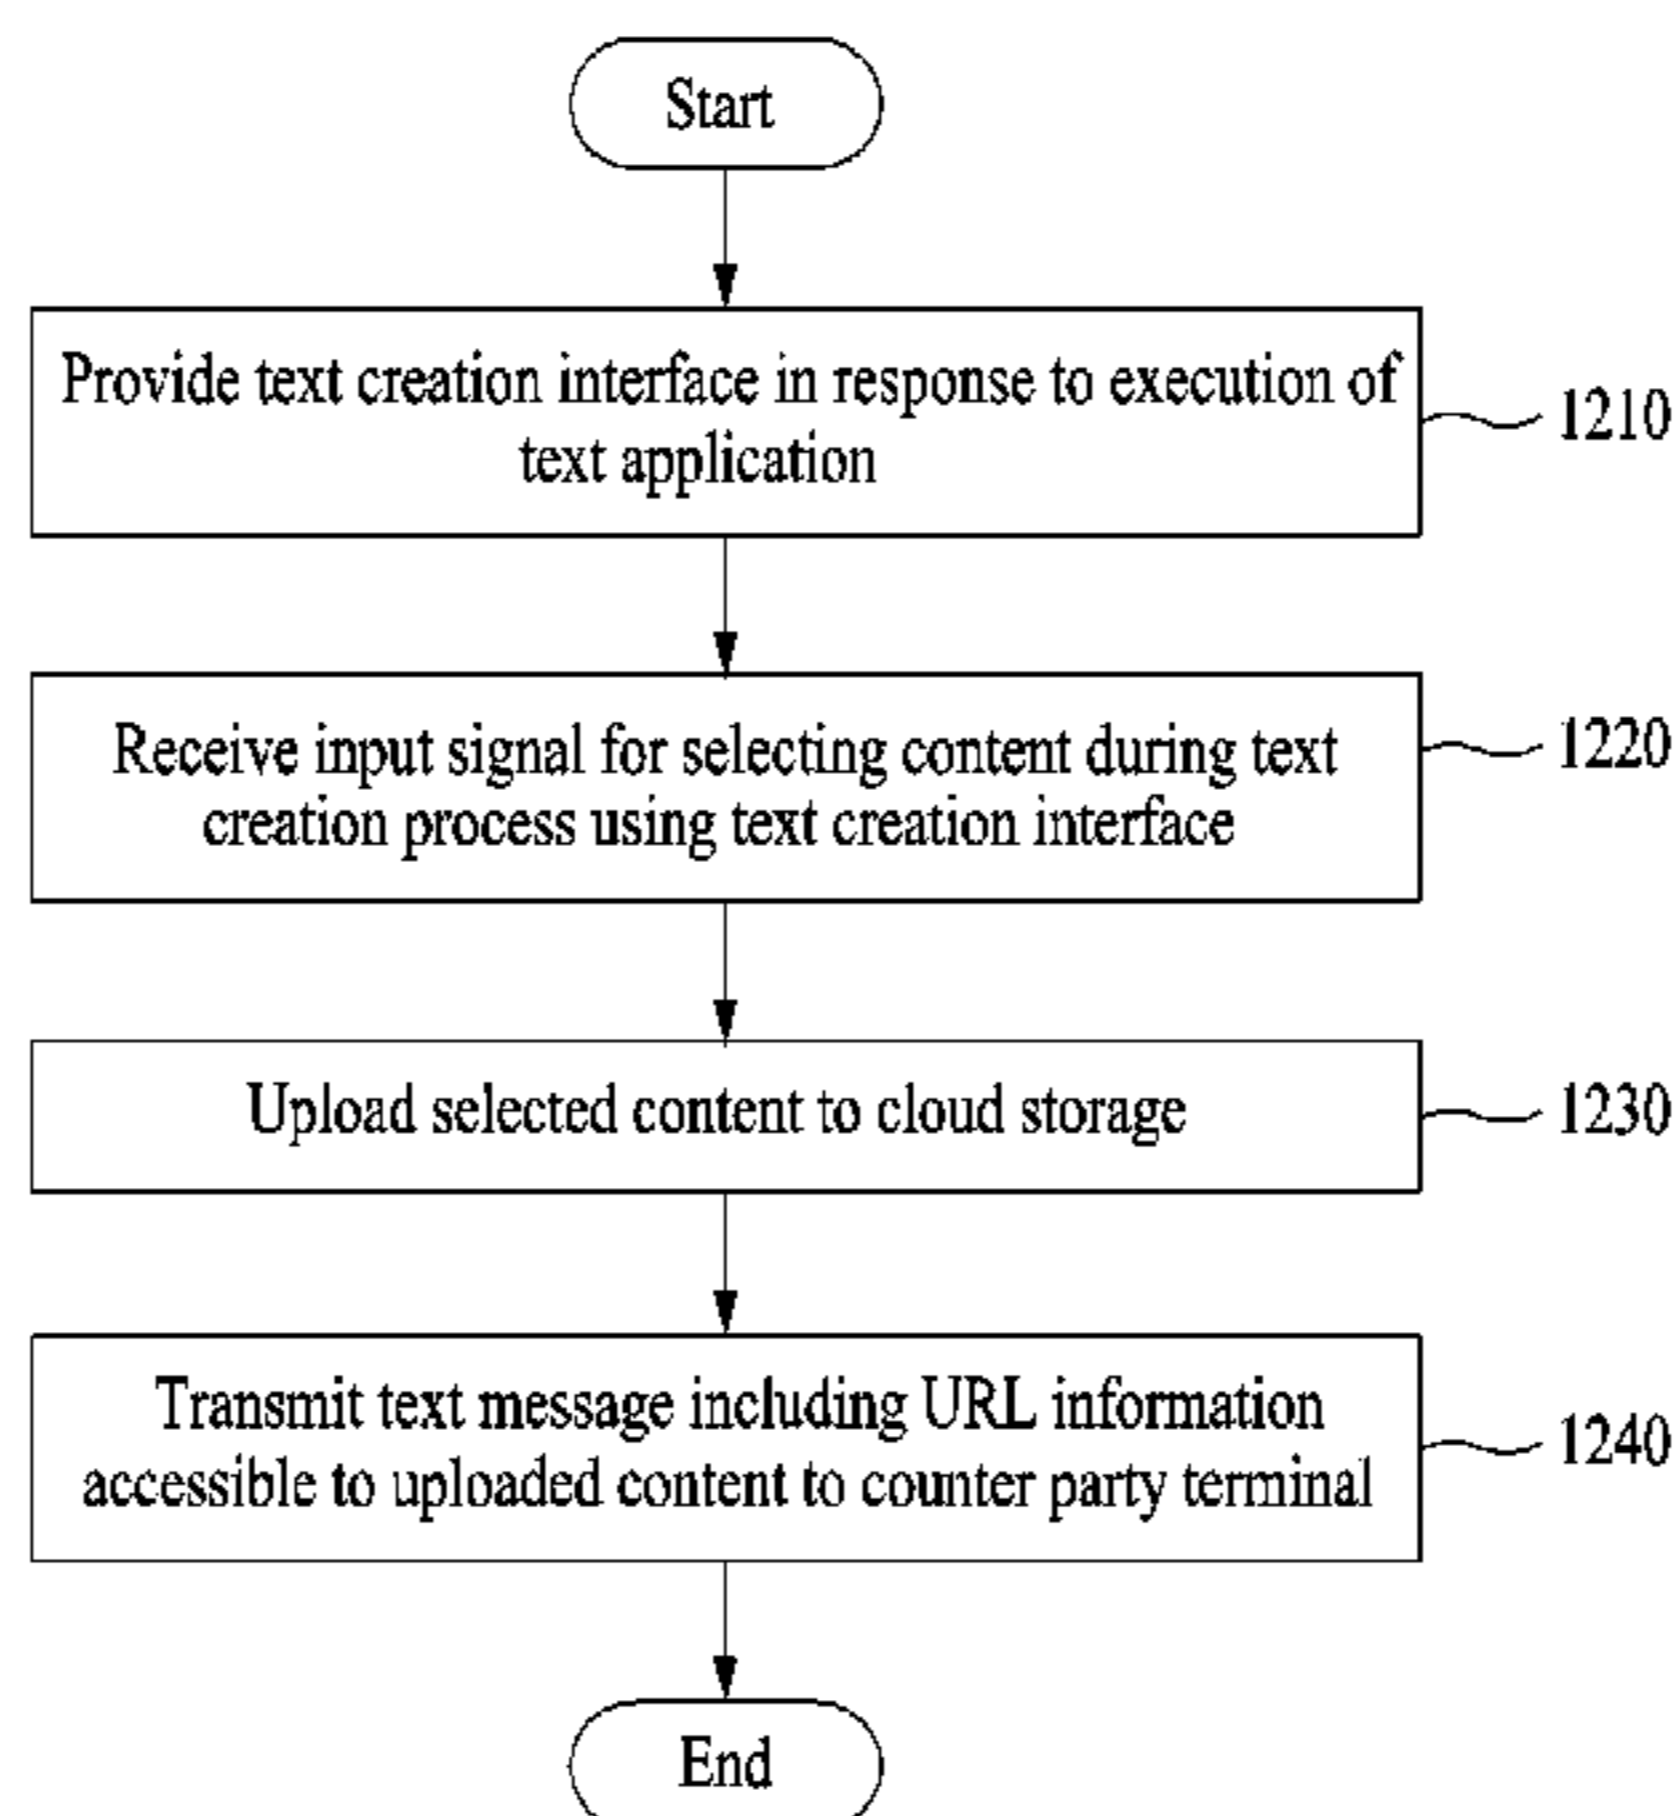 Start
Provide text creation interface in response to execution of
text application
1210
Receive input signal for selecting content during text
creation process using text creation interface
1220
Upload selected content to cloud storage
1230
Transmit text message including URL information
accessible to uploaded content to counter party terminal
1240
End